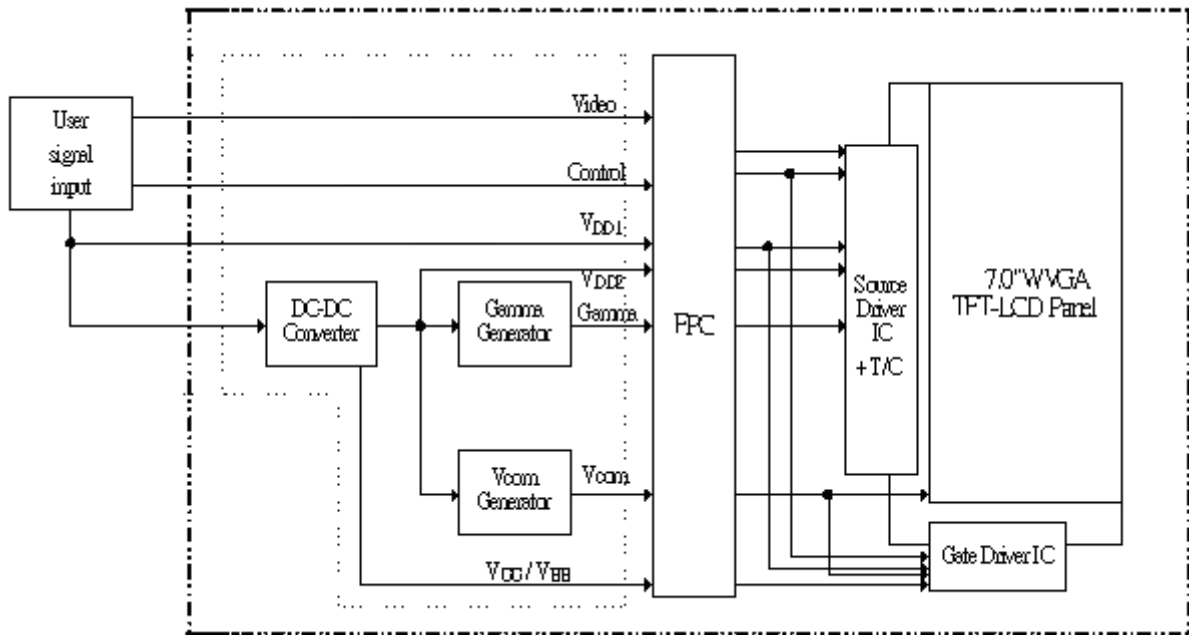 User
signal
input
Video
Control
VDD1
VDD2
DC-DC
Converter
Gamma
Generator
Gamma
Vcom
Generator
Vcom
VGG / VEE
FPC
Source
Driver
IC
+T/C
7.0"WVGA
TFT-LCD Panel
Gate Driver IC